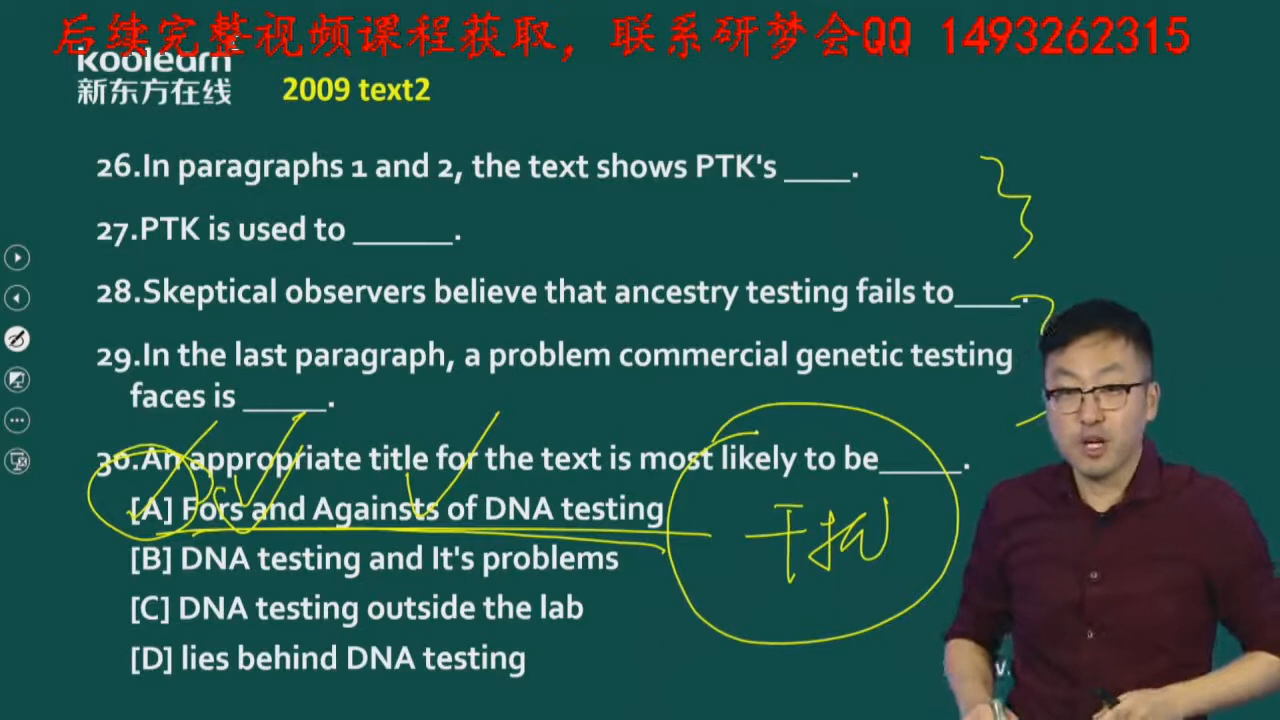 后续完整视频课程获取，联系研梦会QQ 1493262315
koolearn
新东方在线
2009 text2
26.In paragraphs 1 and 2, the text shows PTK's ____.
27.PTK is used to ______.
28.Skeptical observers believe that ancestry testing fails to____.
29.In the last paragraph, a problem commercial genetic testing
faces is _____.
30.An appropriate title for the text is most likely to be_____.
[A] Fors and Againsts of DNA testing
干扰
[B] DNA testing and It's problems
[C] DNA testing outside the lab
[D] lies behind DNA testing